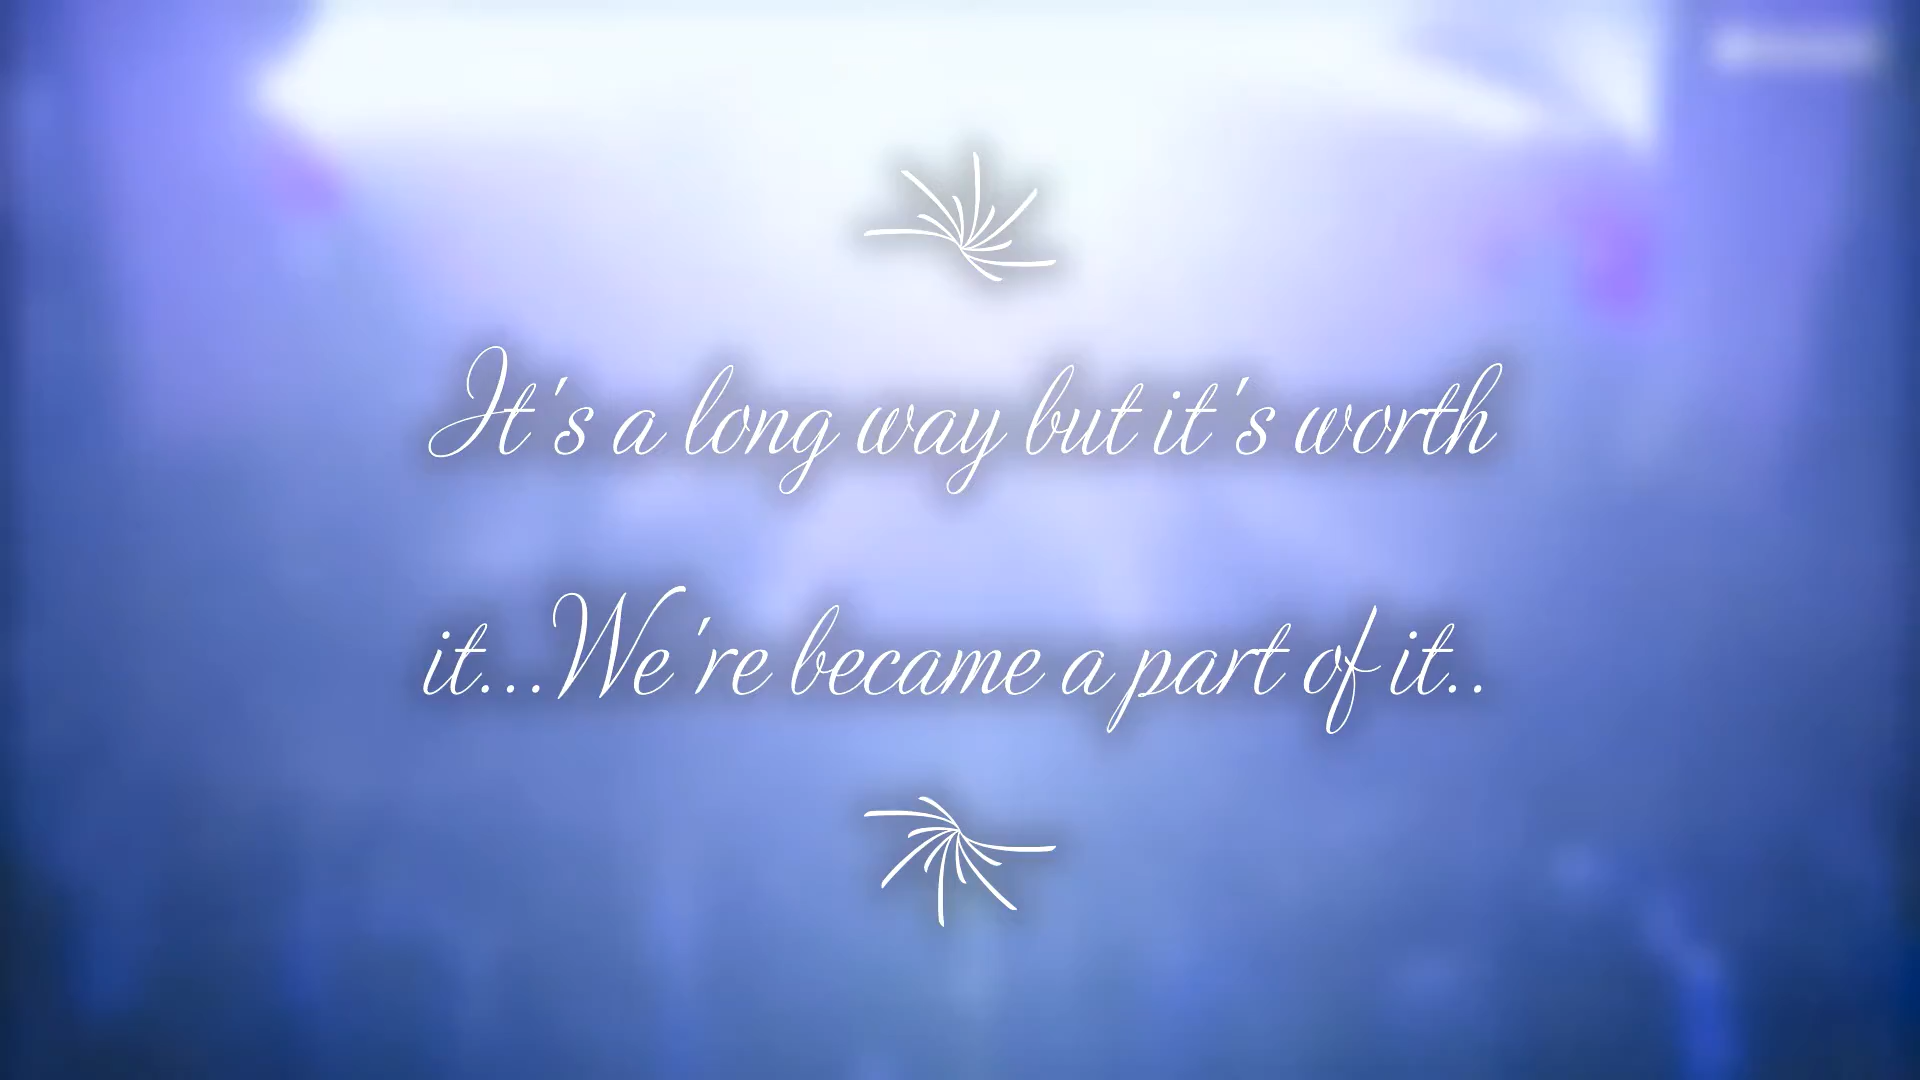 It's a long way but it's worth
it...We're became a part of it..